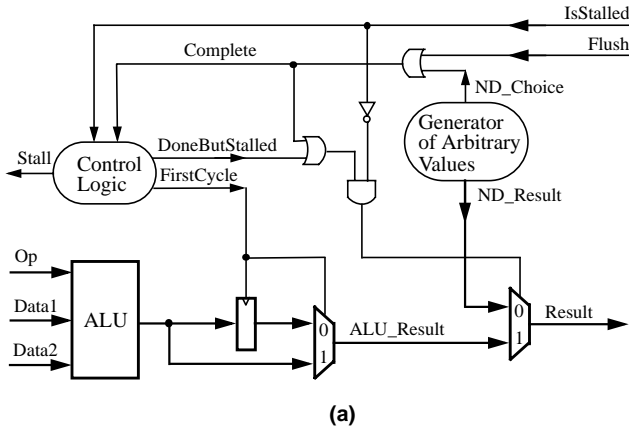 IsStalled
Complete
Flush
ND_Choice
Generator
of Arbitrary
Values
DoneButStalled
Stall
Control
Logic
FirstCycle
ND_Result
Op
Data1
ALU
Data2
0
1
ALU_Result
0
1
Result
(a)